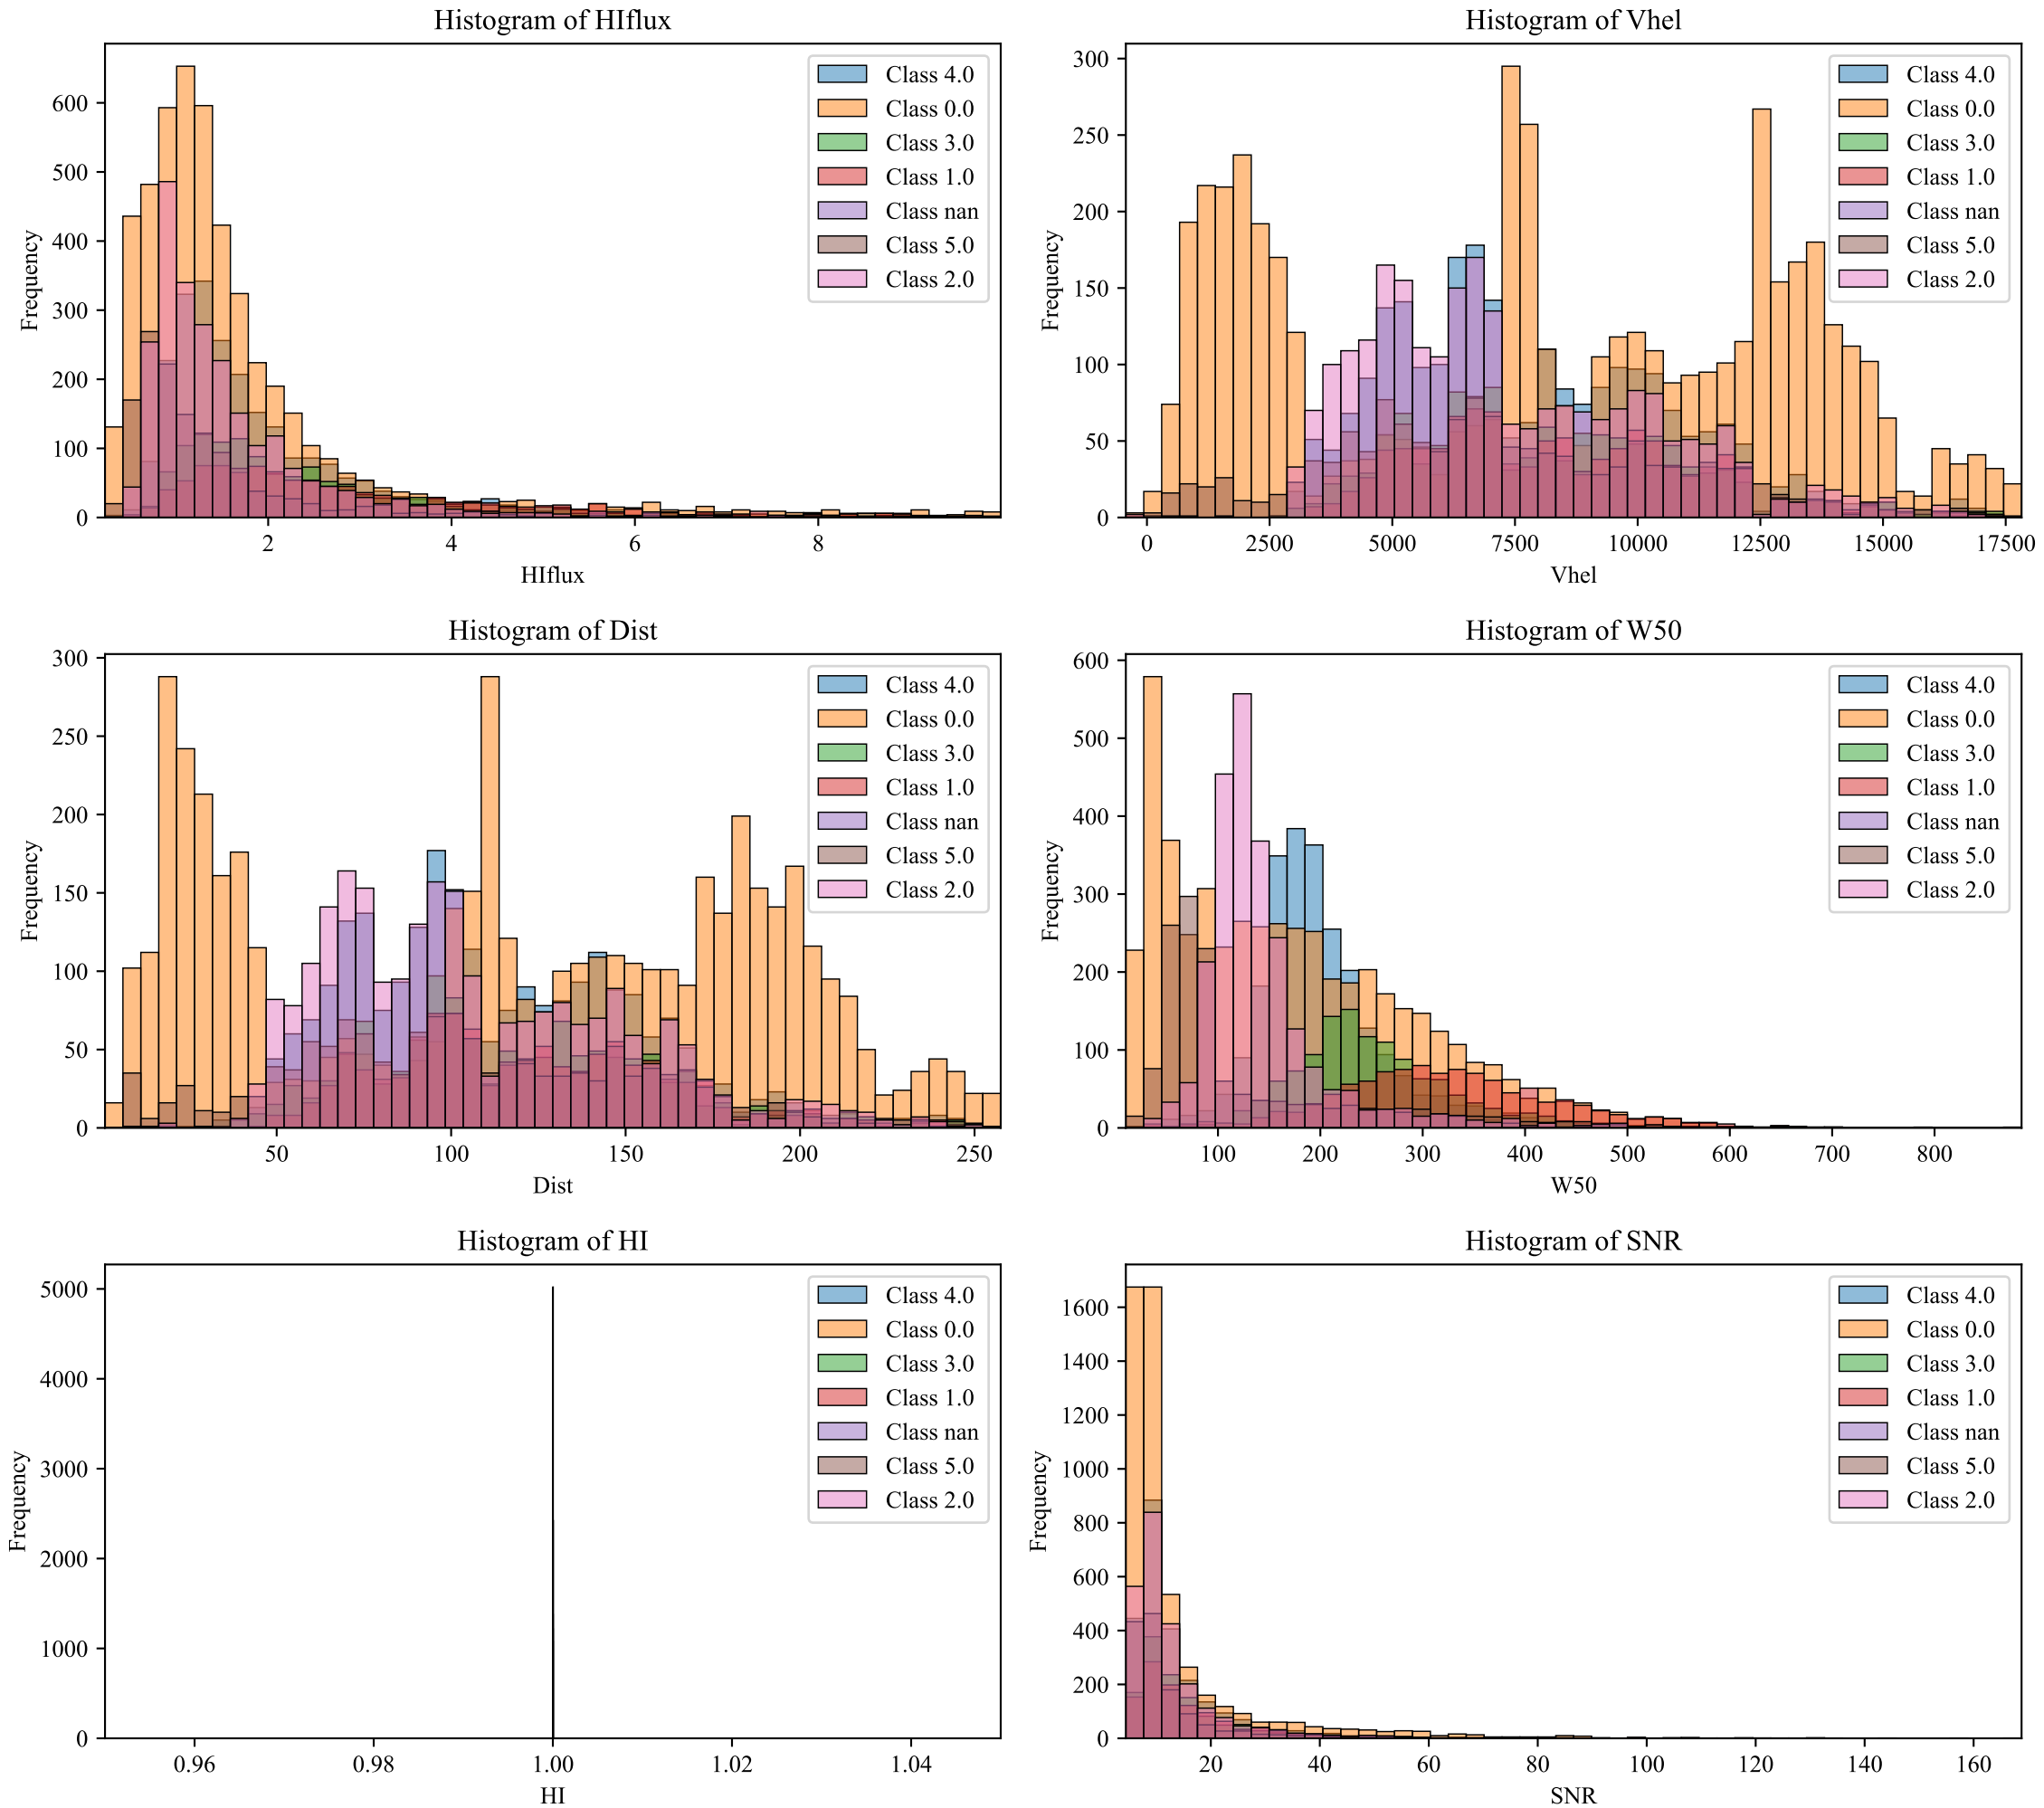 Histogram of HIflux
Frequency
600
500
400
300
200
100
0
2 4 6 8
HIflux
Class 4.0
Class 0.0
Class 3.0
Class 1.0
Class nan
Class 5.0
Class 2.0
Histogram of Vhel
Frequency
300
250
200
150
100
50
0
0 2500 5000 7500 10000 12500 15000 17500
Vhel
Class 4.0
Class 0.0
Class 3.0
Class 1.0
Class nan
Class 5.0
Class 2.0
Histogram of Dist
Frequency
300
250
200
150
100
50
0
50 100 150 200 250
Dist
Class 4.0
Class 0.0
Class 3.0
Class 1.0
Class nan
Class 5.0
Class 2.0
Histogram of W50
Frequency
600
500
400
300
200
100
0
100 200 300 400 500 600 700 800
W50
Class 4.0
Class 0.0
Class 3.0
Class 1.0
Class nan
Class 5.0
Class 2.0
Histogram of HI
Frequency
5000
4000
3000
2000
1000
0
0.96 0.98 1.00 1.02 1.04
HI
Class 4.0
Class 0.0
Class 3.0
Class 1.0
Class nan
Class 5.0
Class 2.0
Histogram of SNR
Frequency
1600
1400
1200
1000
800
600
400
200
0
20 40 60 80 100 120 140 160
SNR
Class 4.0
Class 0.0
Class 3.0
Class 1.0
Class nan
Class 5.0
Class 2.0